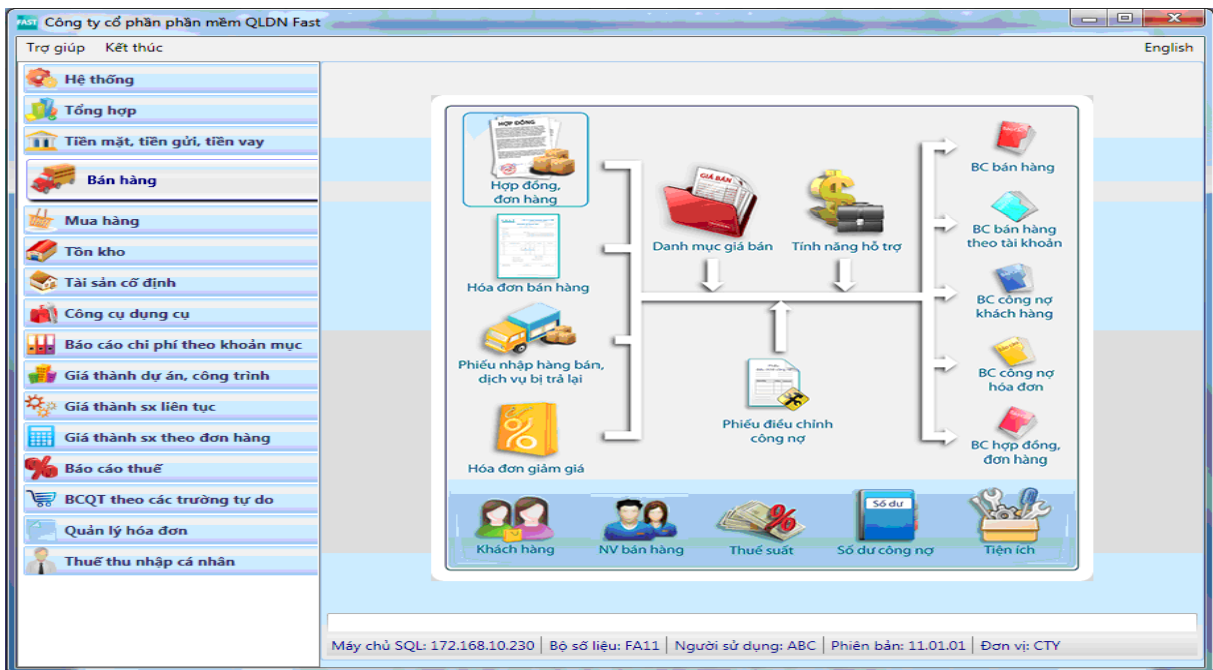 FAST Công ty cổ phần phần mềm QLDN Fast
Trợ giúp Kết thúc English
Hệ thống
Tổng hợp
Tiền mặt, tiền gửi, tiền vay
Bán hàng
Mua hàng
Tồn kho
Tài sản cố định
Công cụ dụng cụ
Báo cáo chi phí theo khoản mục
Giá thành dự án, công trình
Giá thành sx liên tục
Giá thành sx theo đơn hàng
Báo cáo thuế
BCQT theo các trường tự do
Quản lý hóa đơn
Thuế thu nhập cá nhân
HỢP ĐỒNG
Hợp đồng,
đơn hàng
Hóa đơn bán hàng
Phiếu nhập hàng bán,
dịch vụ bị trả lại
Hóa đơn giảm giá
GIÁ BÁN
Danh mục giá bán
Tính năng hỗ trợ
Phiếu điều chỉnh
công nợ
BC bán hàng
BC bán hàng
theo tài khoản
BC công nợ
khách hàng
BC công nợ
hóa đơn
BC hợp đồng,
đơn hàng
Khách hàng
NV bán hàng
Thuế suất
Số dư
Số dư công nợ
Tiện ích
Máy chủ SQL: 172.168.10.230 Bộ số liệu: FA11 Người sử dụng: ABC Phiên bản: 11.01.01 Đơn vị: CTY